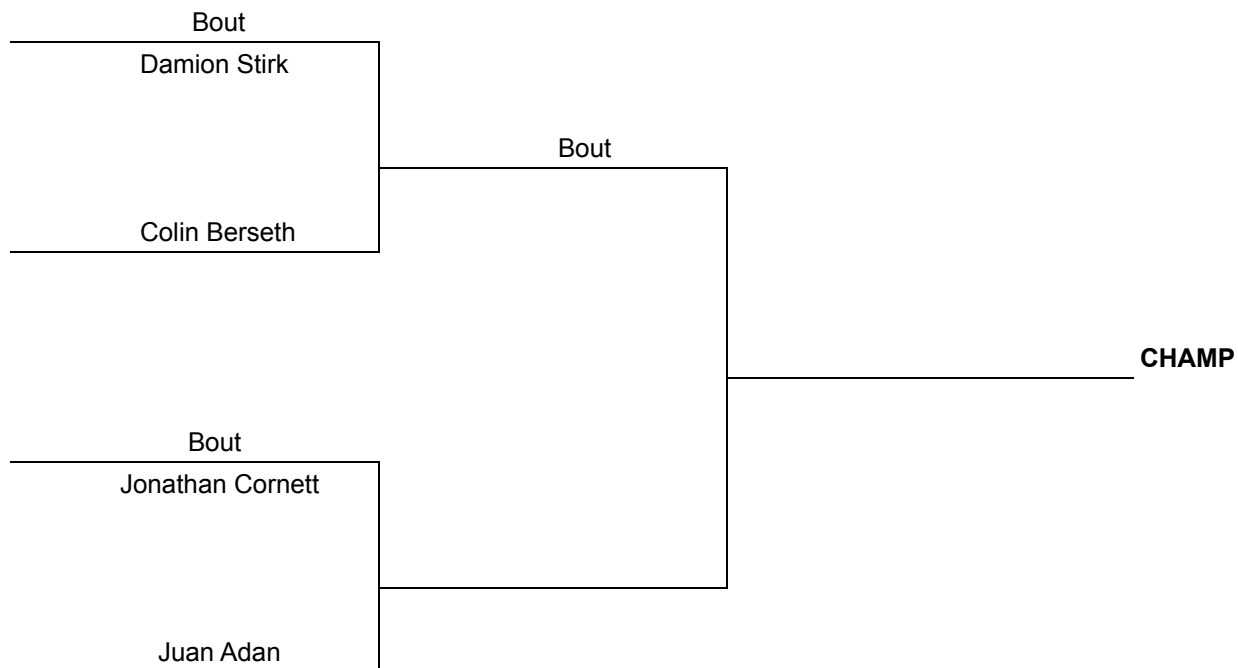 Bout
Damion Stirk
Bout
Colin Berseth
CHAMP
Bout
Jonathan Cornett
Juan Adan